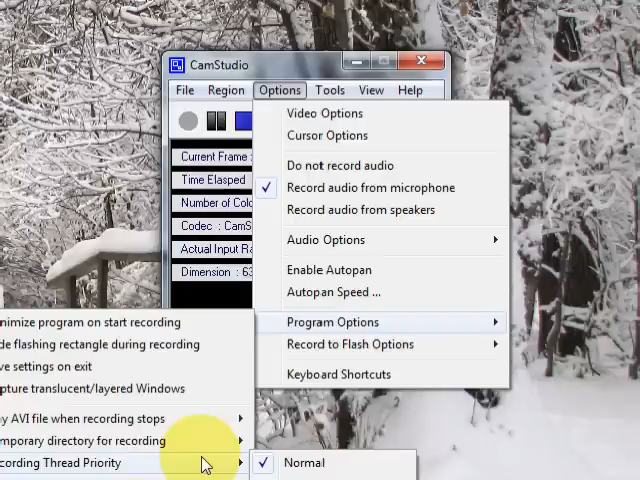 CamStudio
File Region Options Tools View Help
Video Options
Cursor Options
Current Frame :
Do not record audio
Time Elasped
Record audio from microphone
Number of Colo
Record audio from speakers
Codec : CamS
Audio Options
Actual Input Ra
Enable Autopan
Dimension : 63
Autopan Speed ...
Program Options
Record to Flash Options
Keyboard Shortcuts
nimize program on start recording
de flashing rectangle during recording
ve settings on exit
pture translucent/layered Windows
y AVI file when recording stops
mporary directory for recording
cording Thread Priority
Normal